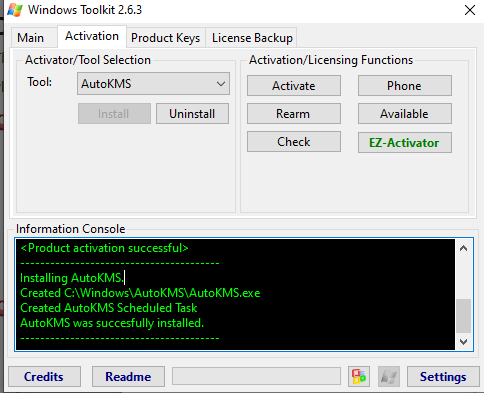 Windows Toolkit 2.6.3
Main Activation Product Keys License Backup
Activator/Tool Selection
Tool: AutoKMS
Install Uninstall
Activation/Licensing Functions
Activate Phone
Rearm Available
Check EZ-Activator
Information Console
<Product activation successful>
----------------------------------------
Installing AutoKMS.
Created C:\Windows\AutoKMS\AutoKMS.exe
Created AutoKMS Scheduled Task
AutoKMS was succesfully installed.
----------------------------------------
Credits Readme Settings